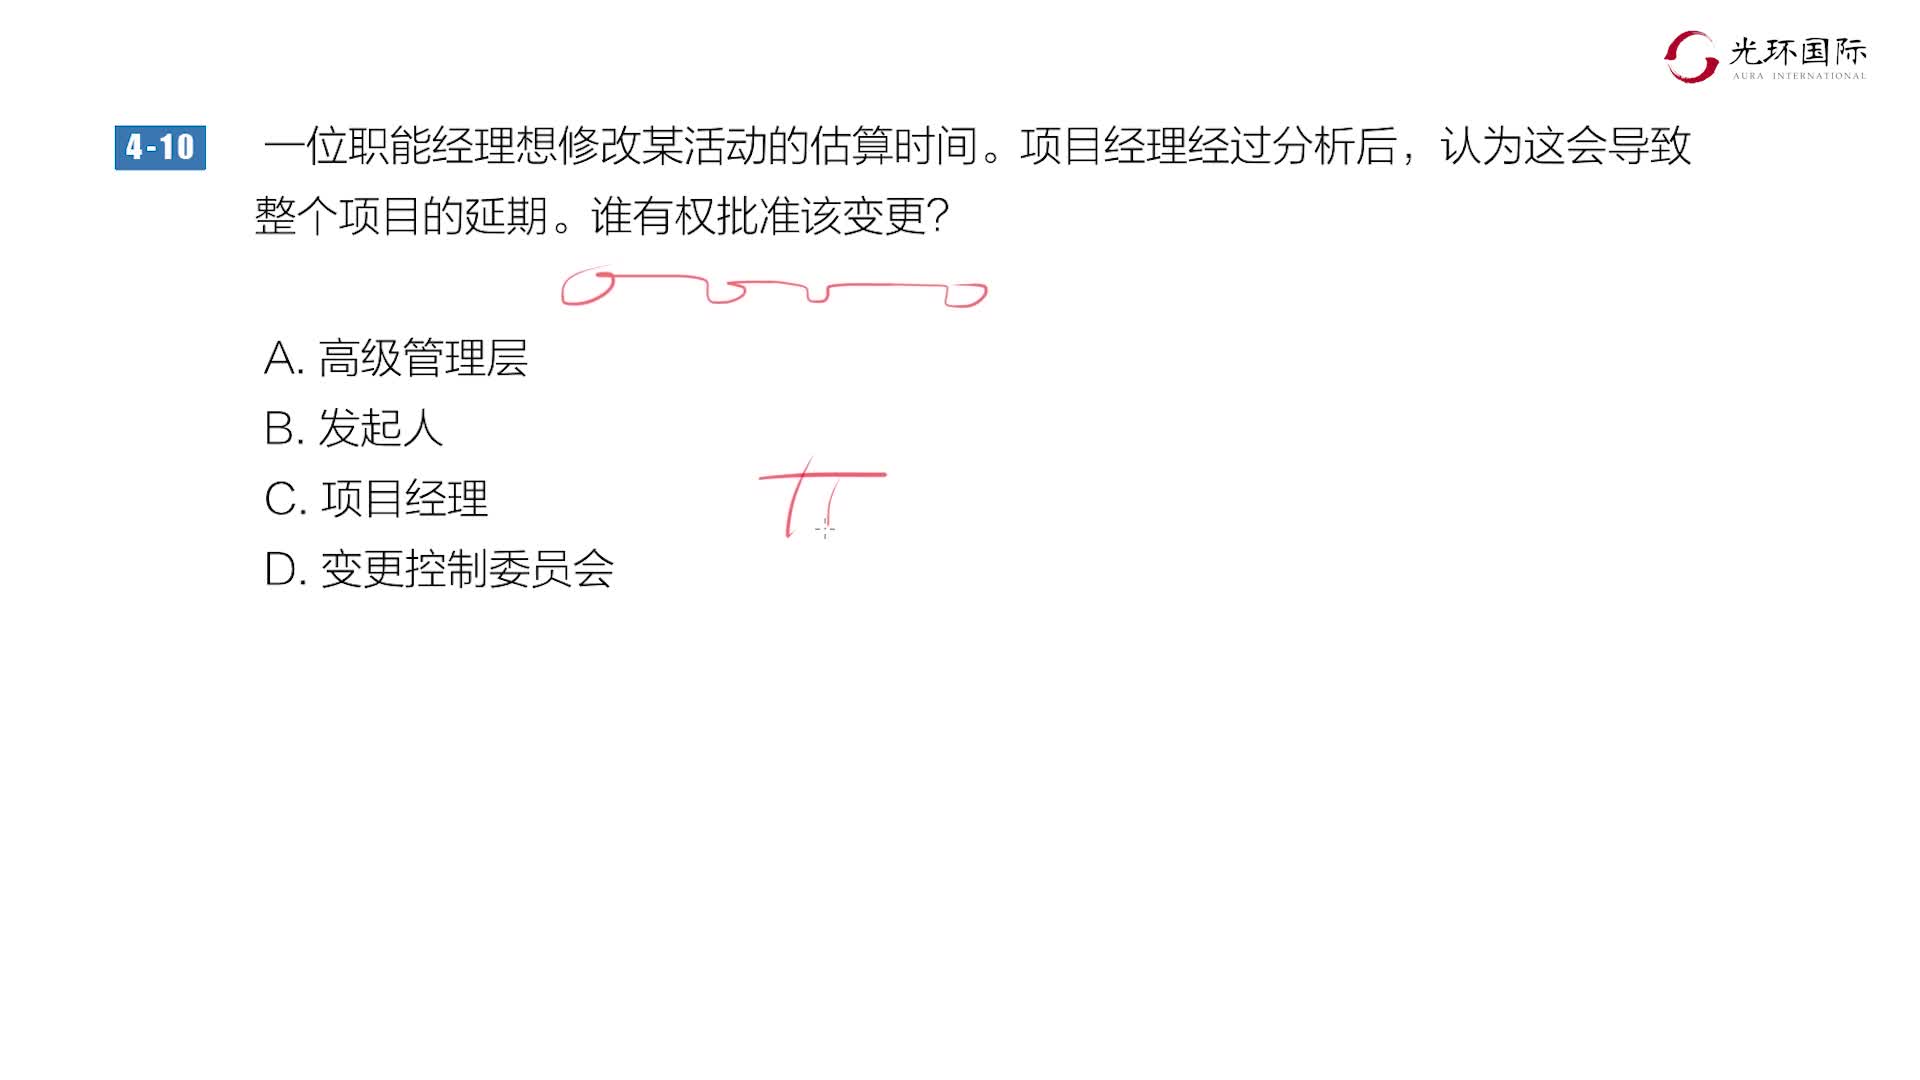 光环国际
AURA INTERNATIONAL
4-10 一位职能经理想修改某活动的估算时间。项目经理经过分析后，认为这会导致
整个项目的延期。谁有权批准该变更？
A. 高级管理层
B. 发起人
C. 项目经理
D. 变更控制委员会